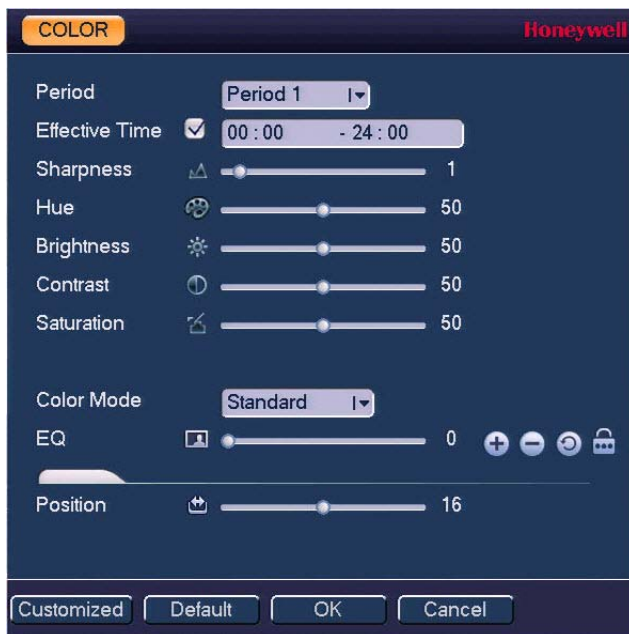 COLOR Honeywell
Period Period 1
Effective Time 00 : 00 - 24 : 00
Sharpness 1
Hue 50
Brightness 50
Contrast 50
Saturation 50
Color Mode Standard
EQ 0
Position 16
Customized Default OK Cancel